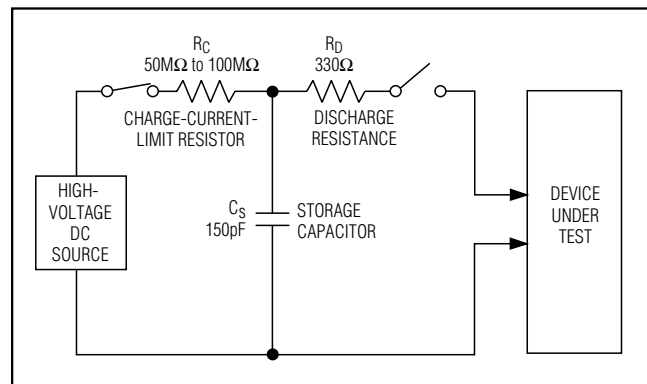 R_C
50MΩ to 100MΩ
CHARGE-CURRENT-
LIMIT RESISTOR
R_D
330Ω
DISCHARGE
RESISTANCE
HIGH-
VOLTAGE
DC
SOURCE
C_S
150pF
STORAGE
CAPACITOR
DEVICE
UNDER
TEST